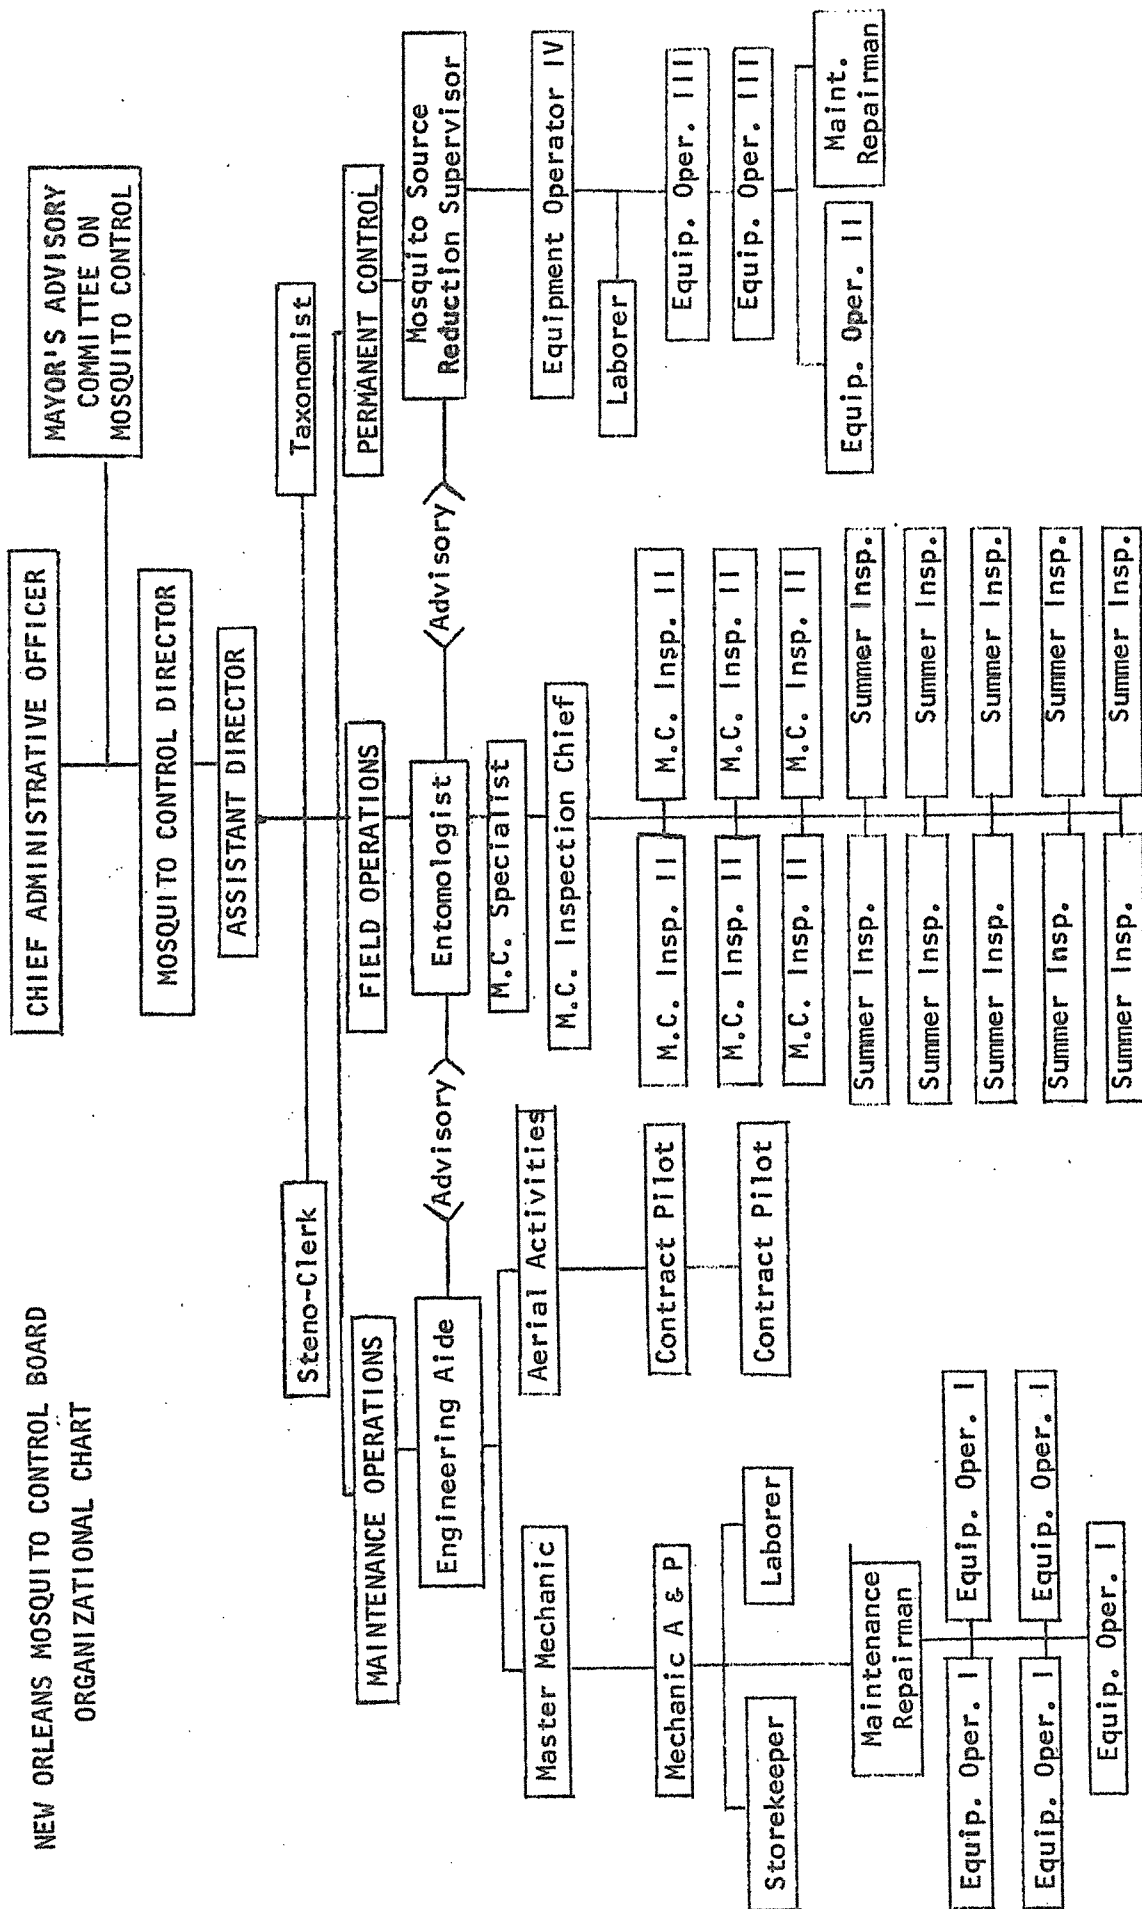 NEW ORLEANS MOSQUITO CONTROL BOARD
ORGANIZATIONAL CHART
CHIEF ADMINISTRATIVE OFFICER
MAYOR'S ADVISORY
COMMITTEE ON
MOSQUITO CONTROL
MOSQUITO CONTROL DIRECTOR
ASSISTANT DIRECTOR
Steno-Clerk
Taxonomist
MAINTENANCE OPERATIONS
FIELD OPERATIONS
PERMANENT CONTROL
Engineering Aide
(Advisory)
Entomologist
(Advisory)
Mosquito Source
Reduction Supervisor
Master Mechanic
Aerial Activities
M.C. Specialist
M.C. Inspection Chief
Equipment Operator IV
Laborer
Mechanic A & P
Contract Pilot
M.C. Insp. II
M.C. Insp. II
Equip. Oper. III
Storekeeper
Laborer
Contract Pilot
M.C. Insp. II
M.C. Insp. II
Equip. Oper. III
M.C. Insp. II
M.C. Insp. II
Equip. Oper. II
Maint.
Repairman
Maintenance
Repairman
Summer Insp.
Summer Insp.
Summer Insp.
Summer Insp.
Equip. Oper. I
Equip. Oper. I
Summer Insp.
Summer Insp.
Equip. Oper. I
Equip. Oper. I
Summer Insp.
Summer Insp.
Equip. Oper. I
Summer Insp.
Summer Insp.